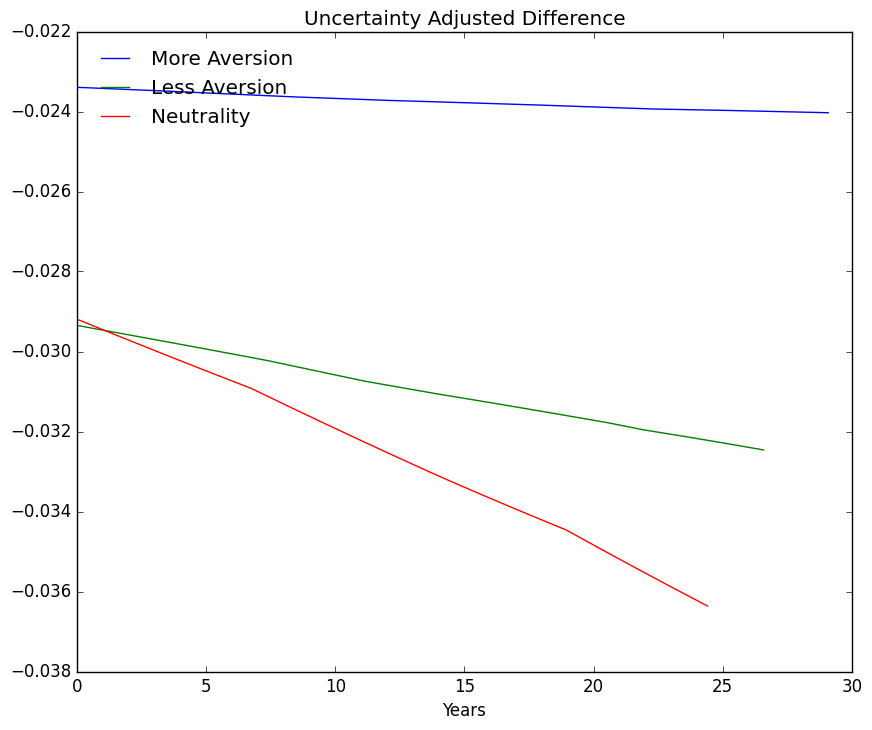 Uncertainty Adjusted Difference
−0.022
More Aversion
Less Aversion
−0.024
Neutrality
−0.026
−0.028
−0.030
−0.032
−0.034
−0.036
−0.038
0 5 10 15 20 25 30
Years